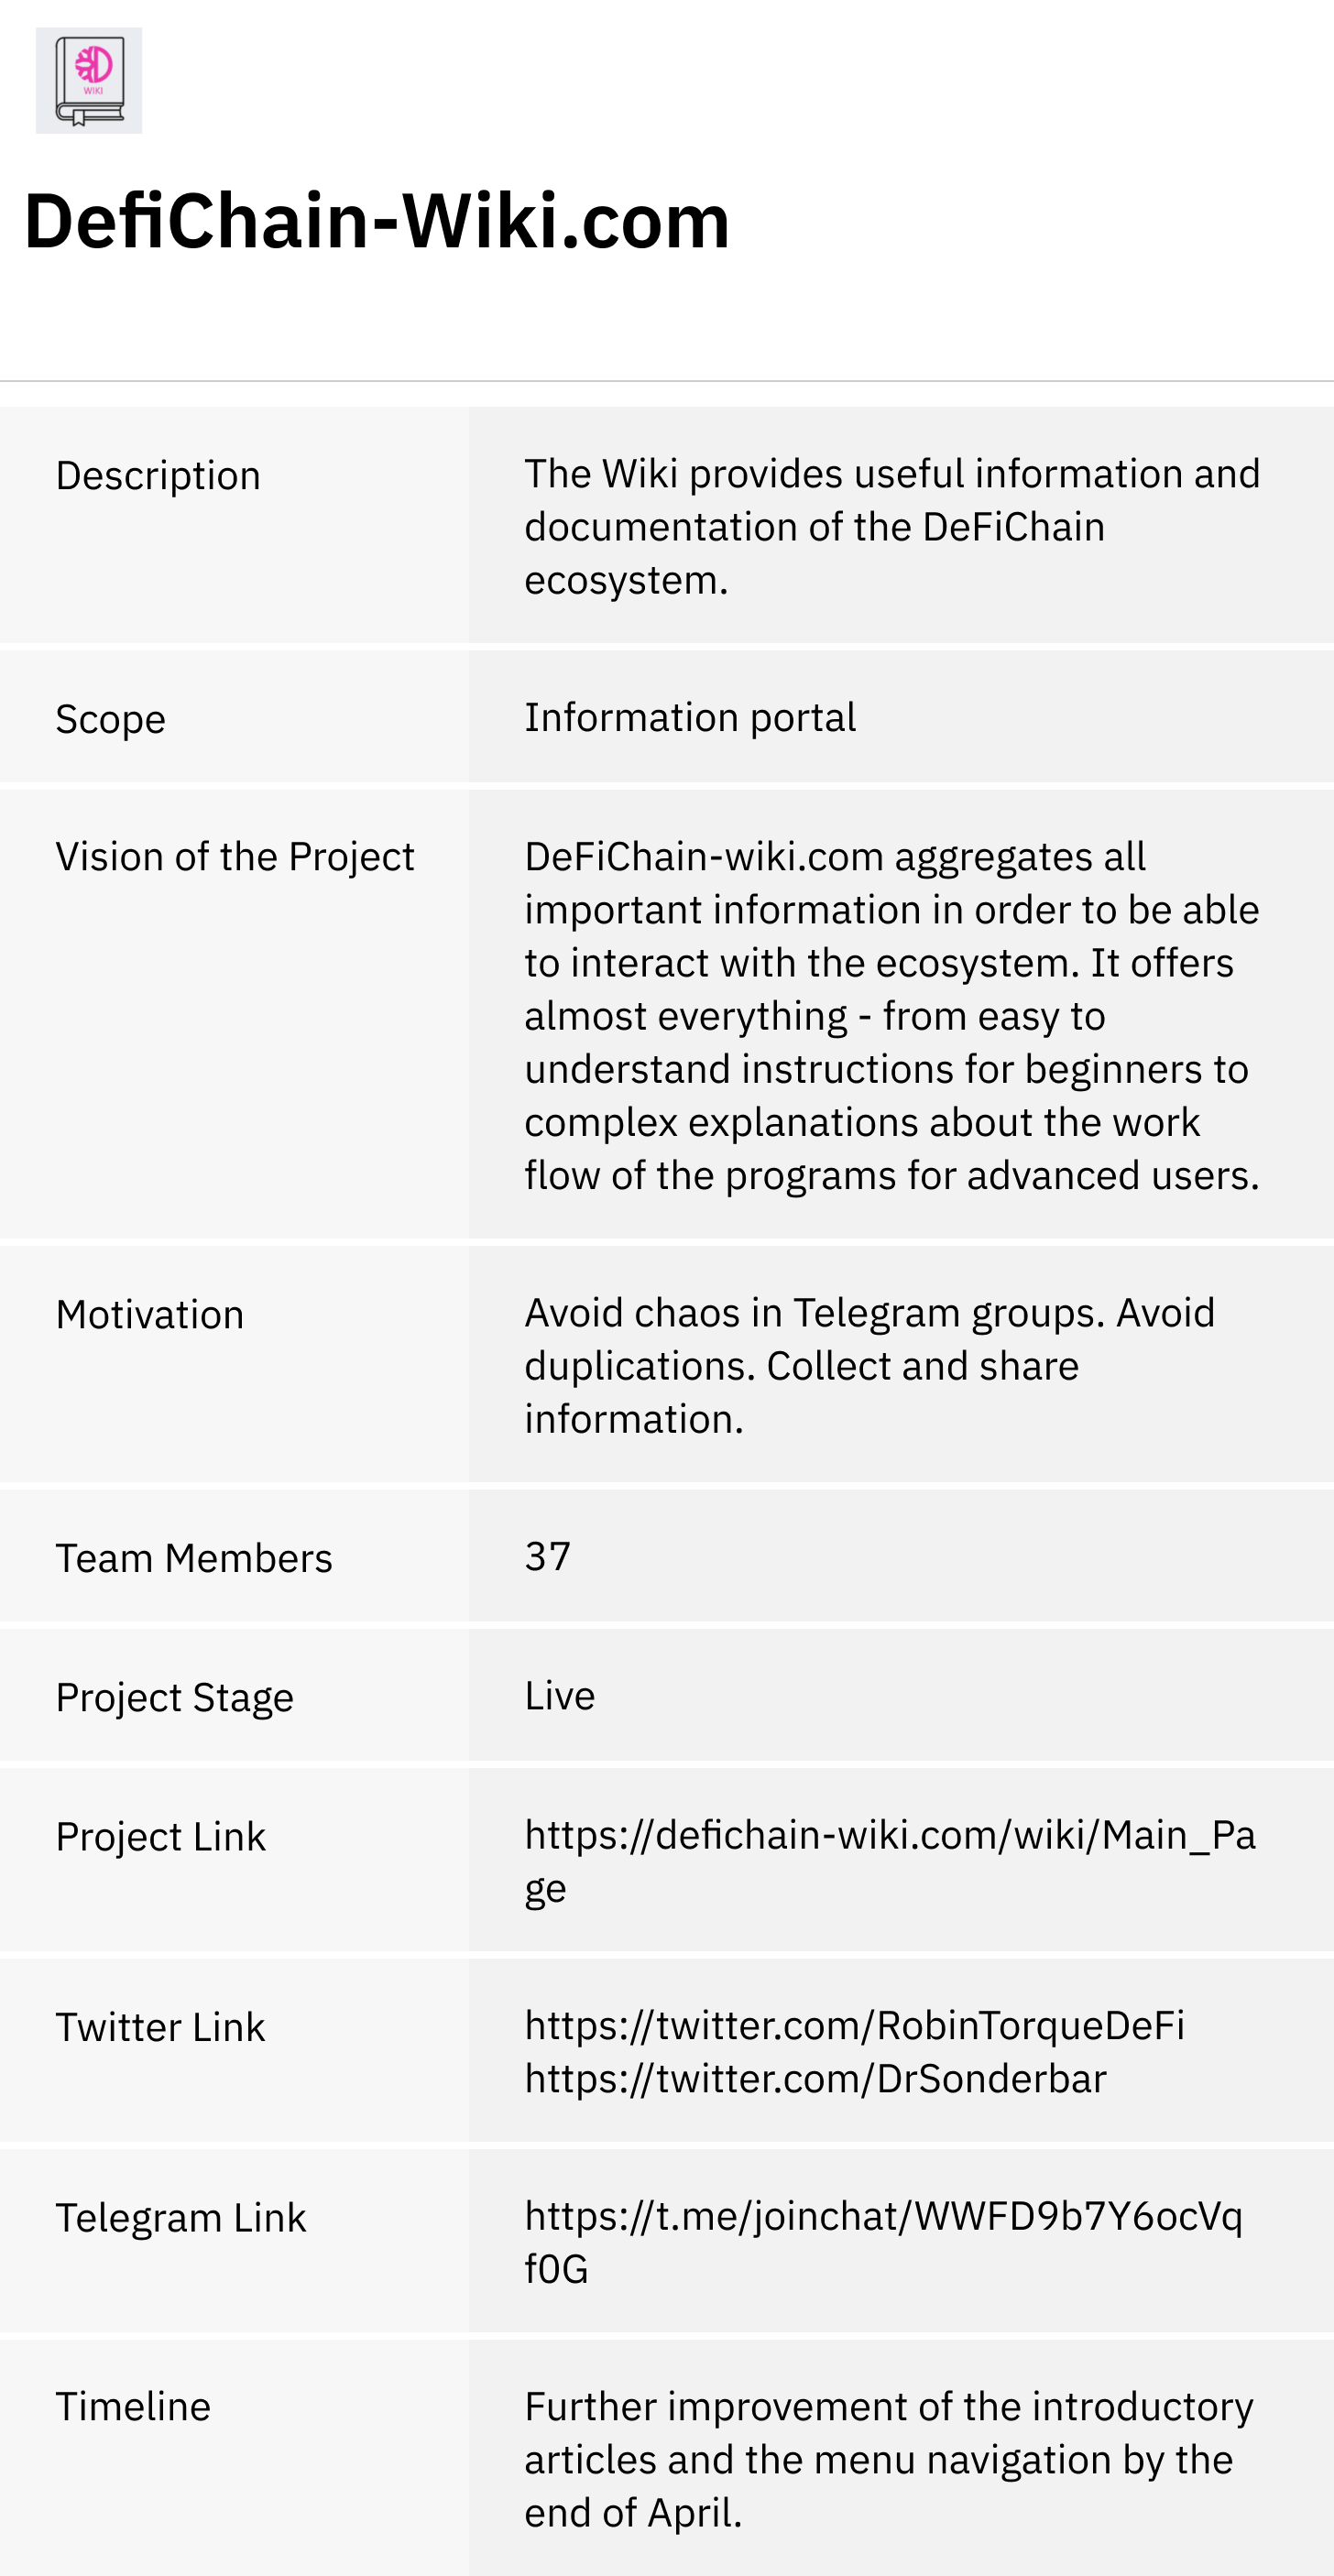 WIKI
DefiChain-Wiki.com
Description
The Wiki provides useful information and
documentation of the DeFiChain
ecosystem.
Scope
Information portal
Vision of the Project
DeFiChain-wiki.com aggregates all
important information in order to be able
to interact with the ecosystem. It offers
almost everything - from easy to
understand instructions for beginners to
complex explanations about the work
flow of the programs for advanced users.
Motivation
Avoid chaos in Telegram groups. Avoid
duplications. Collect and share
information.
Team Members
37
Project Stage
Live
Project Link
https://defichain-wiki.com/wiki/Main_Pa
ge
Twitter Link
https://twitter.com/RobinTorqueDeFi
https://twitter.com/DrSonderbar
Telegram Link
https://t.me/joinchat/WWFD9b7Y6ocVq
f0G
Timeline
Further improvement of the introductory
articles and the menu navigation by the
end of April.